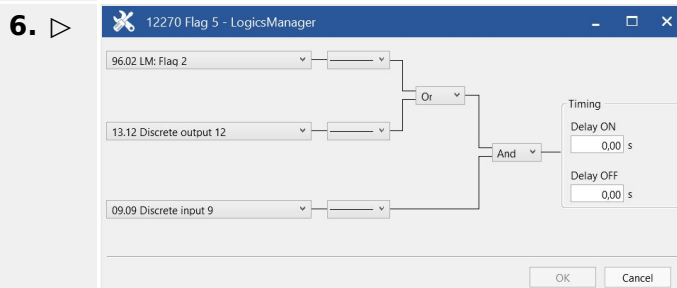 6. ▷
12270 Flag 5 - LogicsManager
96.02 LM: Flag 2
Or
Timing
Delay ON
13.12 Discrete output 12
0,00 s
And
Delay OFF
0,00 s
09.09 Discrete input 9
OK Cancel